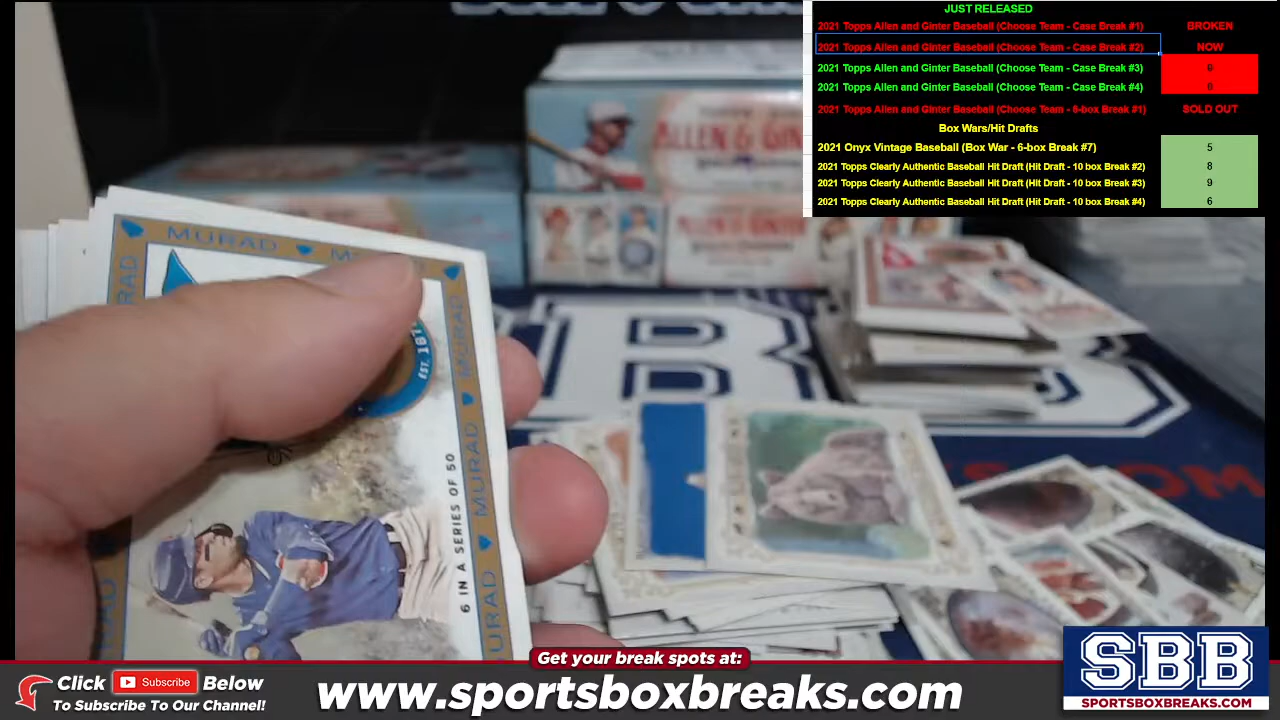 JUST RELEASED
2021 Topps Allen and Ginter Baseball (Choose Team - Case Break #1) BROKEN
2021 Topps Allen and Ginter Baseball (Choose Team - Case Break #2) NOW
2021 Topps Allen and Ginter Baseball (Choose Team - Case Break #3) 0
2021 Topps Allen and Ginter Baseball (Choose Team - Case Break #4) 0
2021 Topps Allen and Ginter Baseball (Choose Team - 6-box Break #1) SOLD OUT
Box Wars/Hit Drafts
2021 Onyx Vintage Baseball (Box War - 6-box Break #7) 5
2021 Topps Clearly Authentic Baseball Hit Draft (Hit Draft - 10 box Break #2) 8
2021 Topps Clearly Authentic Baseball Hit Draft (Hit Draft - 10 box Break #3) 9
2021 Topps Clearly Authentic Baseball Hit Draft (Hit Draft - 10 box Break #4) 6
ALLEN & GIN
MURAD
MURAD
MURAD
EST. 18
6 IN A SERIES OF 50
B
Get your break spots at:
Click Subscribe Below
To Subscribe To Our Channel!
www.sportsboxbreaks.com
SBB
SPORTSBOXBREAKS.COM